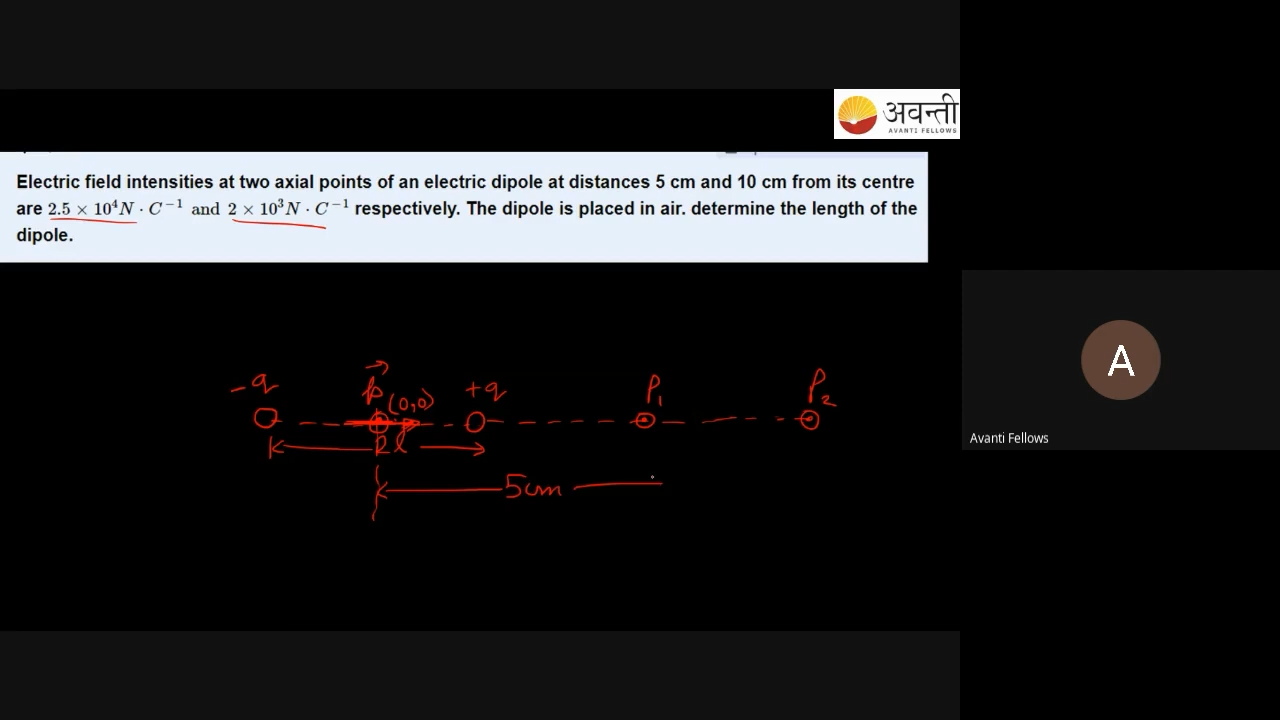 अवन्ती
AVANTI FELLOWS
Electric field intensities at two axial points of an electric dipole at distances 5 cm and 10 cm from its centre
are 2.5 × 10⁴N · C⁻¹ and 2 × 10³N · C⁻¹ respectively. The dipole is placed in air. determine the length of the
dipole.
-q p (0,0) +q P₁ P₂
2l
5cm
A
Avanti Fellows